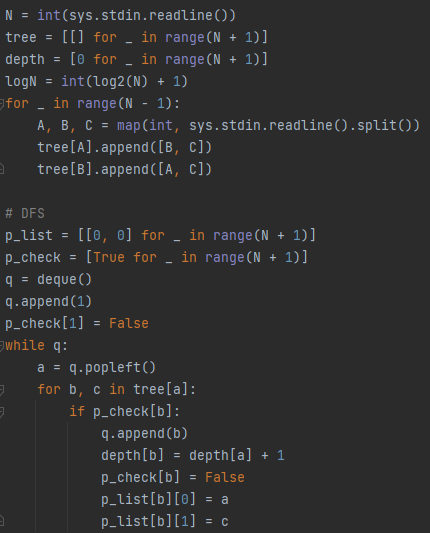 N = int(sys.stdin.readline())
tree = [[] for _ in range(N + 1)]
depth = [0 for _ in range(N + 1)]
logN = int(log2(N) + 1)
for _ in range(N - 1):
    A, B, C = map(int, sys.stdin.readline().split())
    tree[A].append([B, C])
    tree[B].append([A, C])

# DFS
p_list = [[0, 0] for _ in range(N + 1)]
p_check = [True for _ in range(N + 1)]
q = deque()
q.append(1)
p_check[1] = False
while q:
    a = q.popleft()
    for b, c in tree[a]:
        if p_check[b]:
            q.append(b)
            depth[b] = depth[a] + 1
            p_check[b] = False
            p_list[b][0] = a
            p_list[b][1] = c